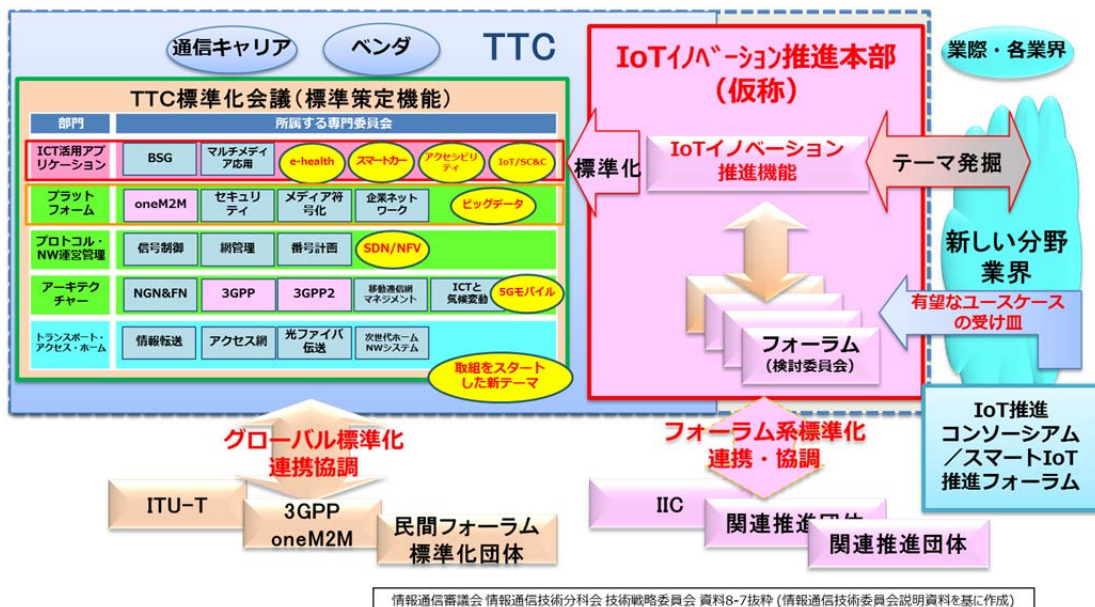 通信キャリア
ベンダ
TTC
TTC標準化会議(標準策定機能)
部門
所属する専門委員会
ICT活用アプ
リケーション
BSG
マルチメディ
ア応用
e-health
スマートカー
アクセシビリ
ティ
IoT/SC&C
プラット
フォーム
oneM2M
セキュリ
ティ
メディア符
号化
企業ネット
ワーク
ビッグデータ
プロトコル・
NW運営管理
信号制御
網管理
番号計画
SDN/NFV
アーキテク
チャー
NGN&FN
3GPP
3GPP2
移動通信網
マネジメント
ICTと
気候変動
5Gモバイル
トランスポート・
アクセス・ホーム
情報転送
アクセス網
光ファイバ
伝送
次世代ホーム
NWシステム
取組をスタート
した新テーマ
IoTイノベーション推進本部
(仮称)
標準化
IoTイノベーション
推進機能
フォーラム
(検討委員会)
業際・各業界
テーマ発掘
新しい分野
業界
有望なユースケース
の受け皿
IoT推進
コンソーシアム
/スマートIoT
推進フォーラム
グローバル標準化
連携協調
ITU-T
3GPP
oneM2M
民間フォーラム
標準化団体
フォーラム系標準化
連携・協調
IIC
関連推進団体
関連推進団体
情報通信審議会 情報通信技術分科会 技術戦略委員会 資料8-7抜粋 (情報通信技術委員会説明資料を基に作成)